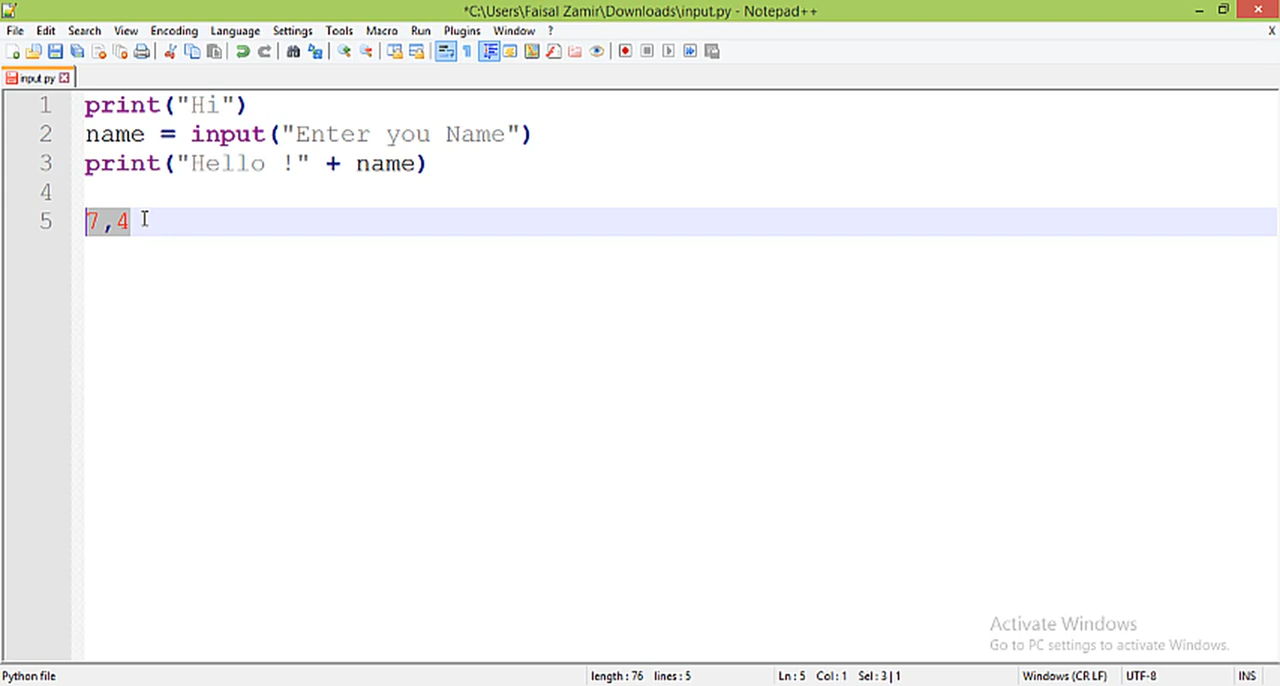 *C:\Users\Faisal Zamir\Downloads\input.py - Notepad++
File Edit Search View Encoding Language Settings Tools Macro Run Plugins Window ? X
input.py
1 print("Hi")
2 name = input("Enter you Name")
3 print("Hello !" + name)
4
5 7,4
Activate Windows
Go to PC settings to activate Windows.
Python file length : 76 lines : 5 Ln : 5 Col : 1 Sel : 3 | 1 Windows (CR LF) UTF-8 INS